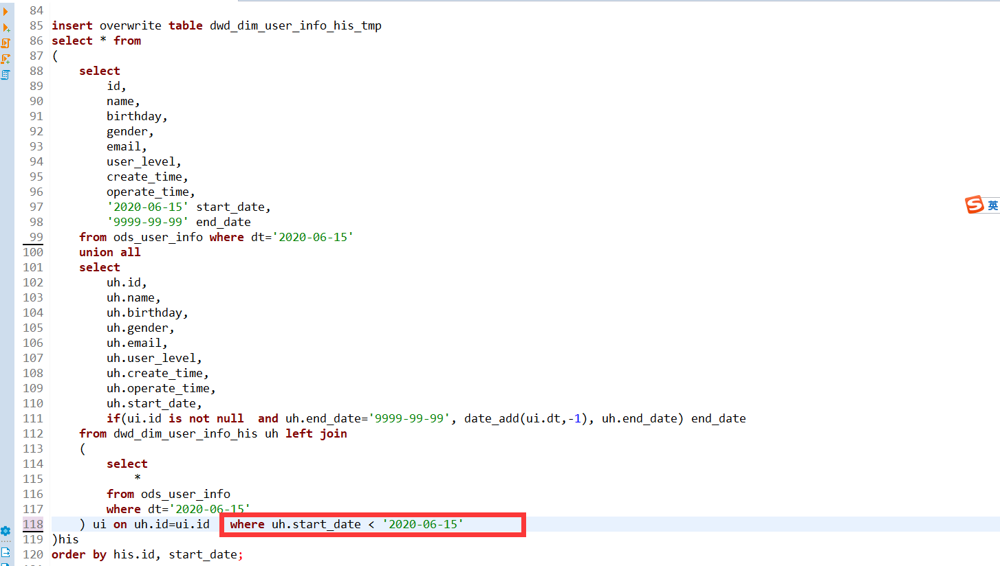 84
85 insert overwrite table dwd_dim_user_info_his_tmp
86 select * from
87 (
88 select
89 id,
90 name,
91 birthday,
92 gender,
93 email,
94 user_level,
95 create_time,
96 operate_time,
97 '2020-06-15' start_date,
98 '9999-99-99' end_date
99 from ods_user_info where dt='2020-06-15'
100 union all
101 select
102 uh.id,
103 uh.name,
104 uh.birthday,
105 uh.gender,
106 uh.email,
107 uh.user_level,
108 uh.create_time,
109 uh.operate_time,
110 uh.start_date,
111 if(ui.id is not null  and uh.end_date='9999-99-99', date_add(ui.dt,-1), uh.end_date) end_date
112 from dwd_dim_user_info_his uh left join
113 (
114 select
115 *
116 from ods_user_info
117 where dt='2020-06-15'
118 ) ui on uh.id=ui.id   where uh.start_date < '2020-06-15'
119 )his
120 order by his.id, start_date;
S 英